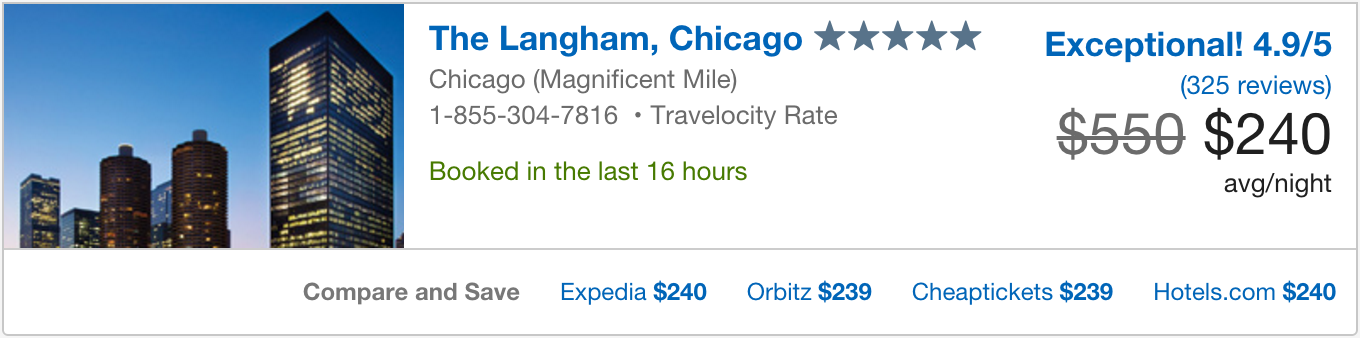 The Langham, Chicago
Chicago (Magnificent Mile)
1-855-304-7816 • Travelocity Rate
Booked in the last 16 hours
Exceptional! 4.9/5
(325 reviews)
$550 $240
avg/night
Compare and Save Expedia $240 Orbitz $239 Cheaptickets $239 Hotels.com $240